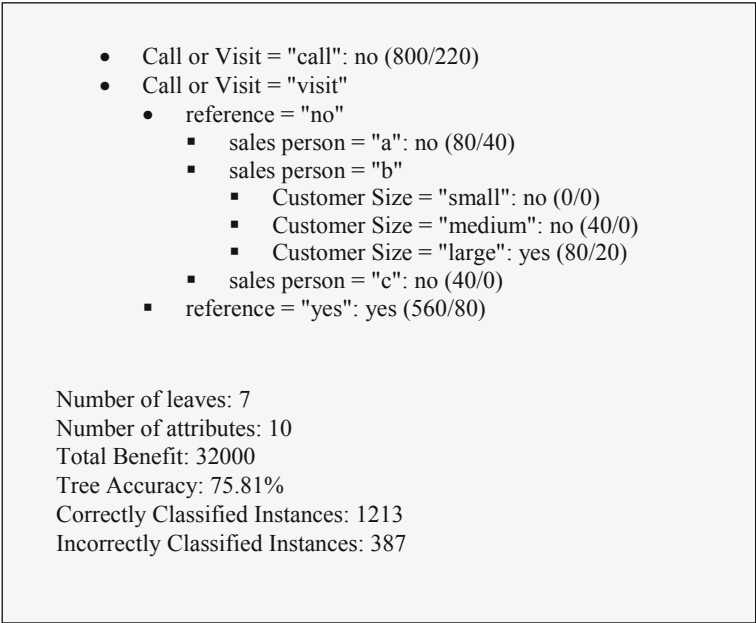 • Call or Visit = "call": no (800/220)
• Call or Visit = "visit"
• reference = "no"
▪ sales person = "a": no (80/40)
▪ sales person = "b"
▪ Customer Size = "small": no (0/0)
▪ Customer Size = "medium": no (40/0)
▪ Customer Size = "large": yes (80/20)
▪ sales person = "c": no (40/0)
▪ reference = "yes": yes (560/80)
Number of leaves: 7
Number of attributes: 10
Total Benefit: 32000
Tree Accuracy: 75.81%
Correctly Classified Instances: 1213
Incorrectly Classified Instances: 387